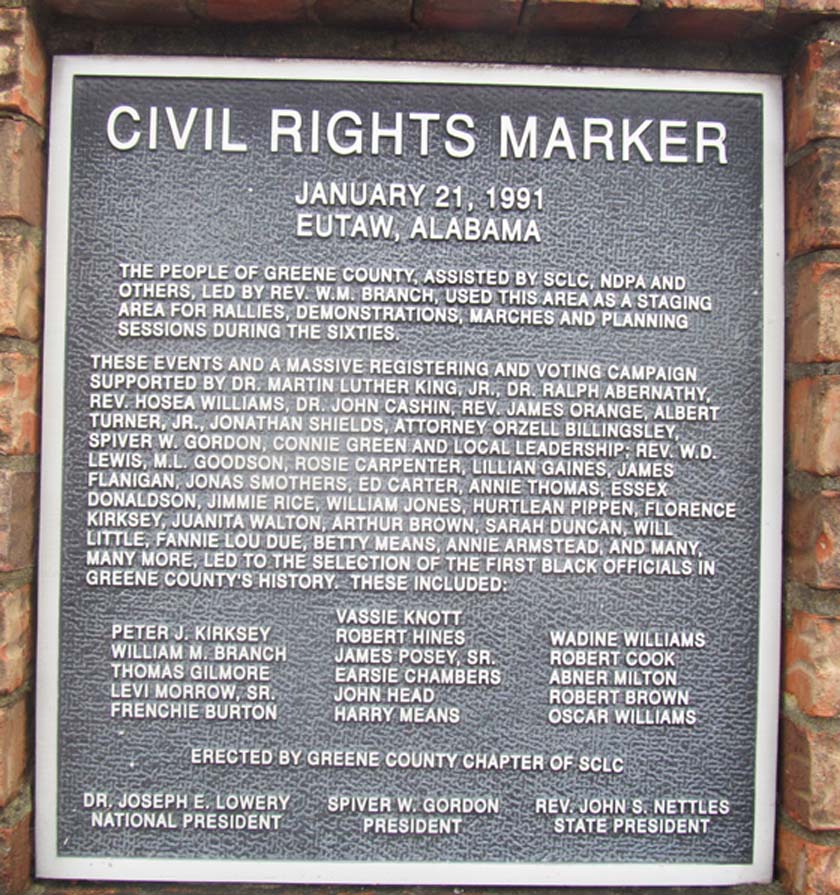 CIVIL RIGHTS MARKER
JANUARY 21, 1991
EUTAW, ALABAMA
THE PEOPLE OF GREENE COUNTY, ASSISTED BY SCLC, NDPA AND
OTHERS, LED BY REV. W.M. BRANCH, USED THIS AREA AS A STAGING
AREA FOR RALLIES, DEMONSTRATIONS, MARCHES AND PLANNING
SESSIONS DURING THE SIXTIES.
THESE EVENTS AND A MASSIVE REGISTERING AND VOTING CAMPAIGN
SUPPORTED BY DR. MARTIN LUTHER KING, JR., DR. RALPH ABERNATHY,
REV. HOSEA WILLIAMS, DR. JOHN CASHIN, REV. JAMES ORANGE, ALBERT
TURNER, JR., JONATHAN SHIELDS, ATTORNEY ORZELL BILLINGSLEY,
SPIVER W. GORDON, CONNIE GREEN AND LOCAL LEADERSHIP; REV. W.D.
LEWIS, M.L. GOODSON, ROSIE CARPENTER, LILLIAN GAINES, JAMES
FLANIGAN, JONAS SMOTHERS, ED CARTER, ANNIE THOMAS, ESSEX
DONALDSON, JIMMIE RICE, WILLIAM JONES, HURTLEAN PIPPEN, FLORENCE
KIRKSEY, JUANITA WALTON, ARTHUR BROWN, SARAH DUNCAN, WILL
LITTLE, FANNIE LOU DUE, BETTY MEANS, ANNIE ARMSTEAD, AND MANY,
MANY MORE, LED TO THE SELECTION OF THE FIRST BLACK OFFICIALS IN
GREENE COUNTY'S HISTORY. THESE INCLUDED:
PETER J. KIRKSEY
WILLIAM M. BRANCH
THOMAS GILMORE
LEVI MORROW, SR.
FRENCHIE BURTON
VASSIE KNOTT
ROBERT HINES
JAMES POSEY, SR.
EARSIE CHAMBERS
JOHN HEAD
HARRY MEANS
WADINE WILLIAMS
ROBERT COOK
ABNER MILTON
ROBERT BROWN
OSCAR WILLIAMS
ERECTED BY GREENE COUNTY CHAPTER OF SCLC
DR. JOSEPH E. LOWERY
NATIONAL PRESIDENT
SPIVER W. GORDON
PRESIDENT
REV. JOHN S. NETTLES
STATE PRESIDENT